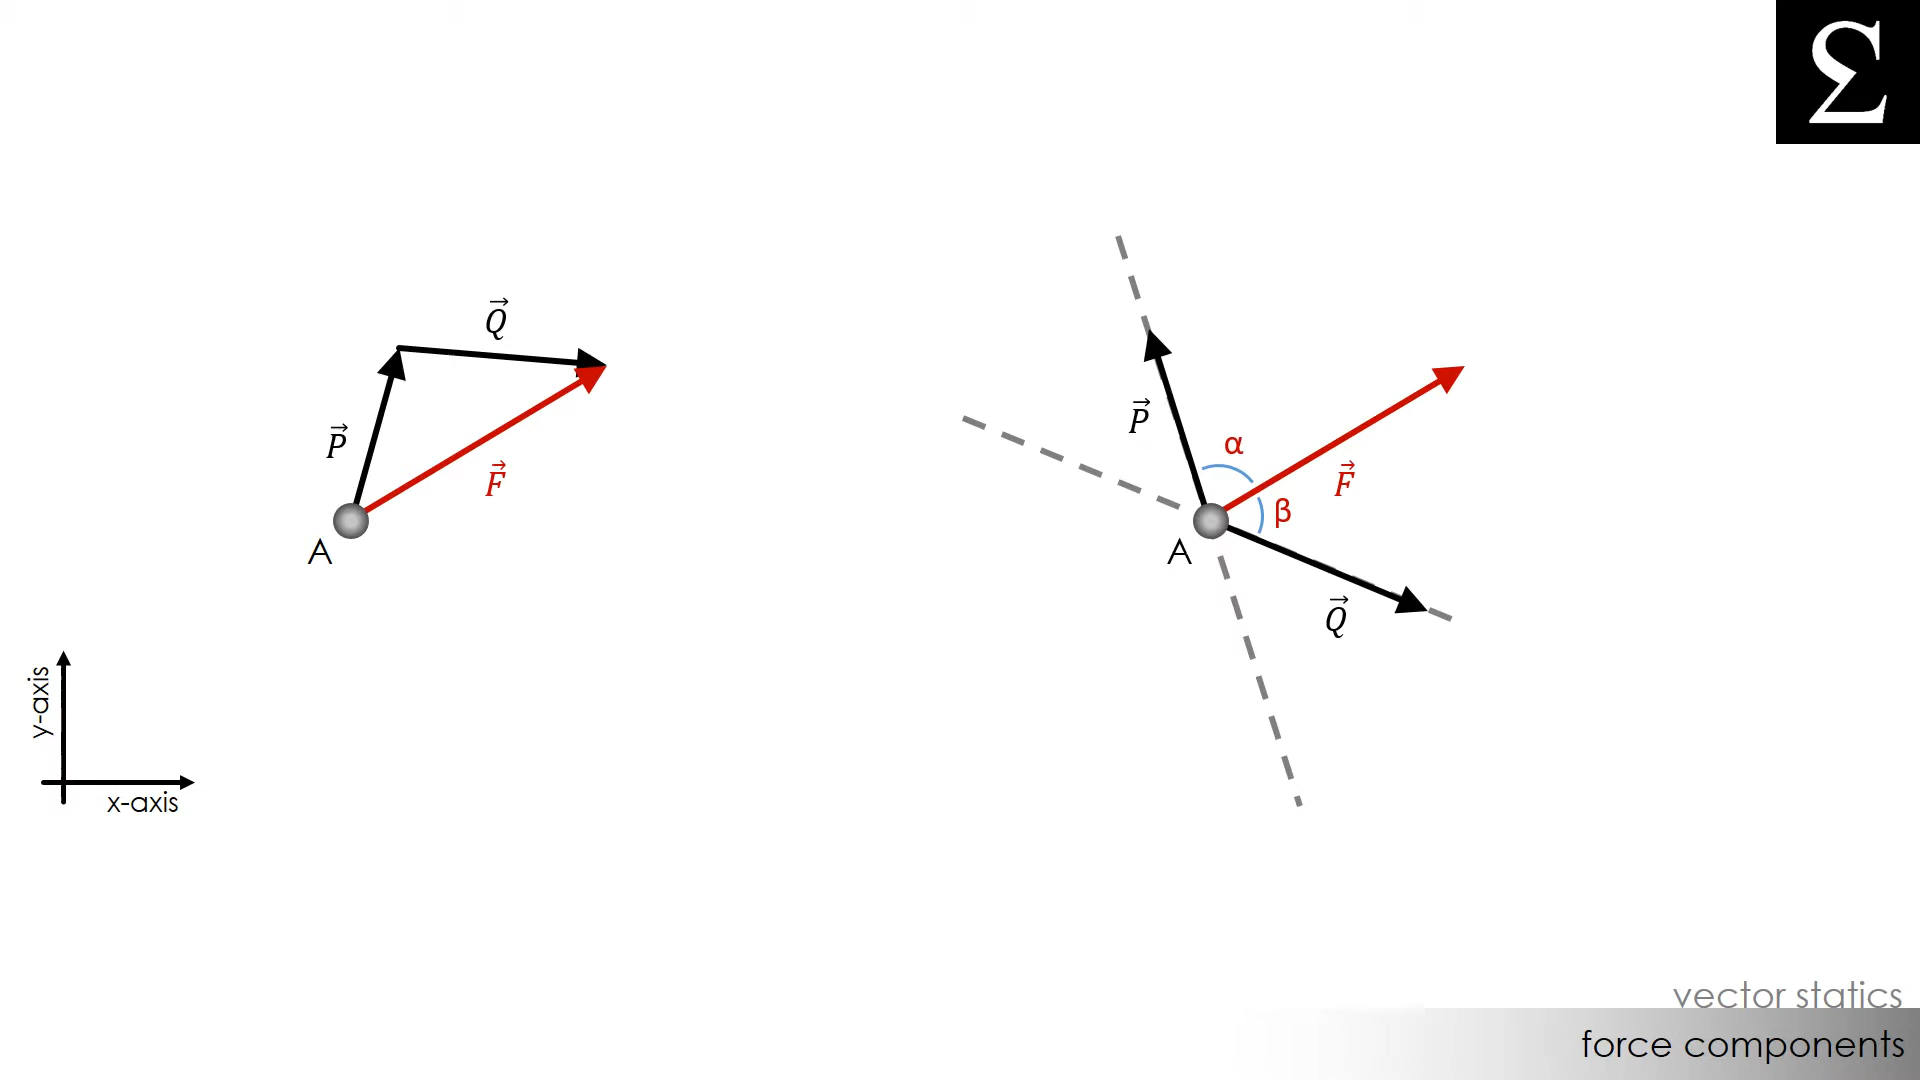 Σ
Q⃗
P⃗
F⃗
A
P⃗
α
F⃗
β
A
Q⃗
y-axis
x-axis
vector statics
force components